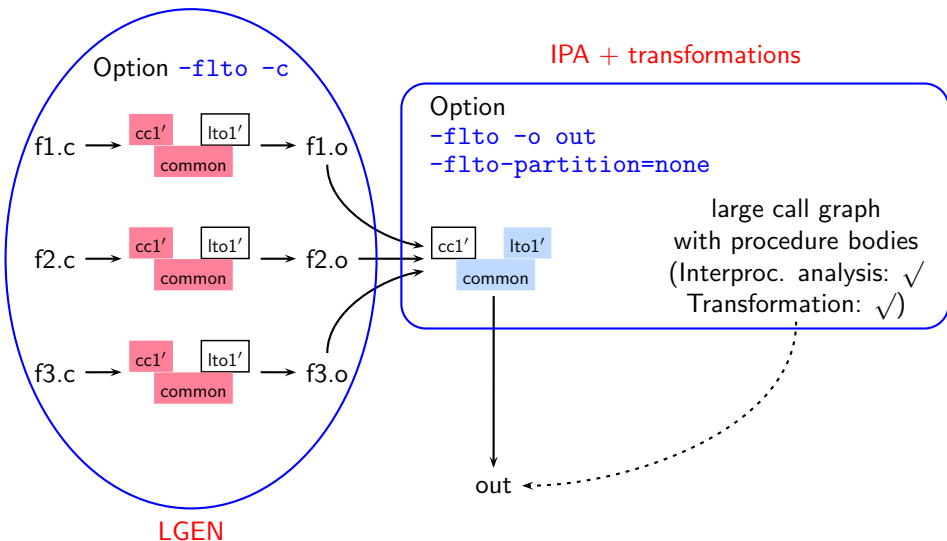 IPA + transformations
Option -flto -c
Option
-flto -o out
-flto-partition=none
f1.c
cc1′
lto1′
common
f1.o
large call graph
with procedure bodies
(Interproc. analysis: √
Transformation: √)
f2.c
cc1′
lto1′
common
f2.o
cc1′
lto1′
common
f3.c
cc1′
lto1′
common
f3.o
out
LGEN